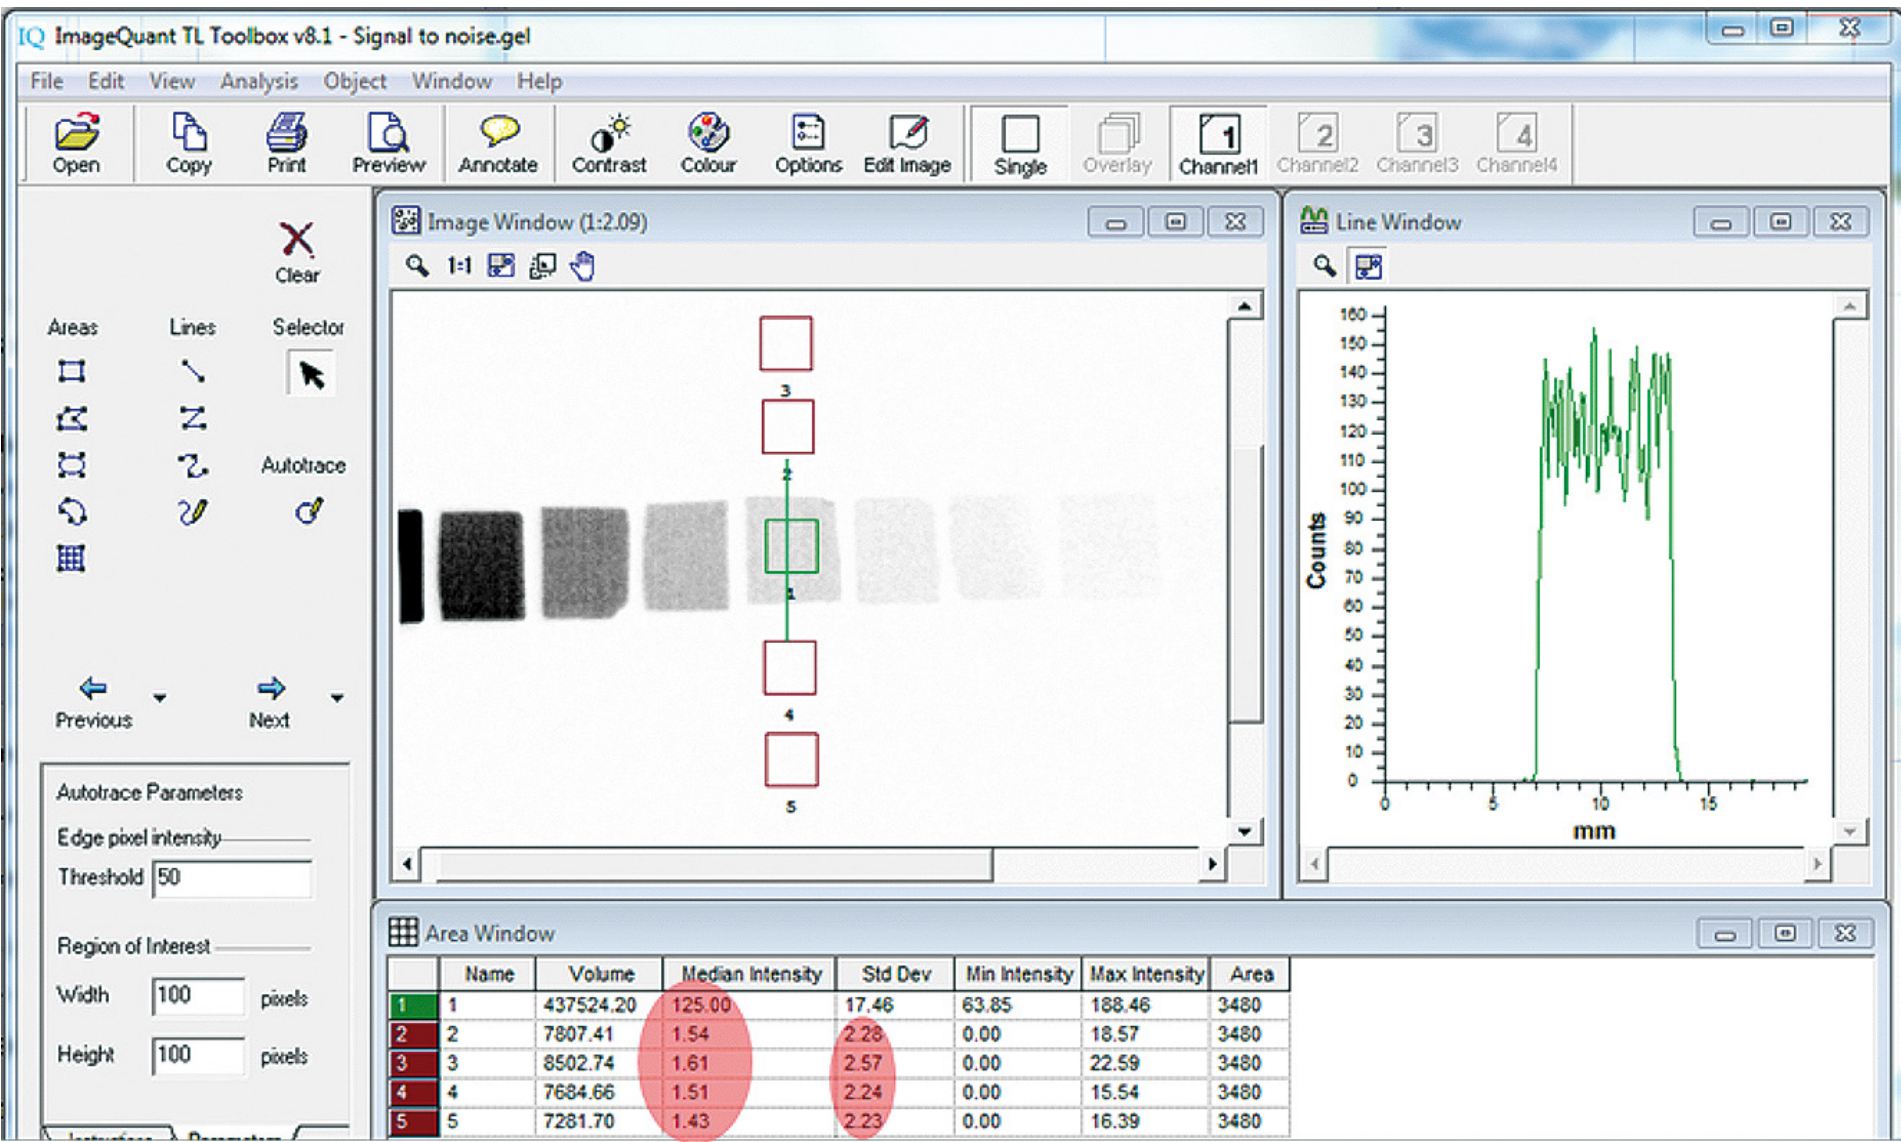 IQ ImageQuant TL Toolbox v8.1 - Signal to noise.gel
File Edit View Analysis Object Window Help
Open Copy Print Preview Annotate Contrast Colour Options Edit Image Single Overlay Channel1 Channel2 Channel3 Channel4
1 2 3 4
Clear
Areas Lines Selector
Autotrace
Previous Next
Autotrace Parameters
Edge pixel intensity
Threshold 50
Region of Interest
Width 100 pixels
Height 100 pixels
Instructions Parameters
Image Window (1:2.09)
1:1
3
2
1
4
5
Line Window
160
150
140
130
120
110
100
90
80
70
60
50
40
30
20
10
0
Counts
0 5 10 15
mm
Area Window
Name Volume Median Intensity Std Dev Min Intensity Max Intensity Area
1 1 437524.20 125.00 17.46 63.85 188.46 3480
2 2 7807.41 1.54 2.28 0.00 18.57 3480
3 3 8502.74 1.61 2.57 0.00 22.59 3480
4 4 7684.66 1.51 2.24 0.00 15.54 3480
5 5 7281.70 1.43 2.23 0.00 16.39 3480